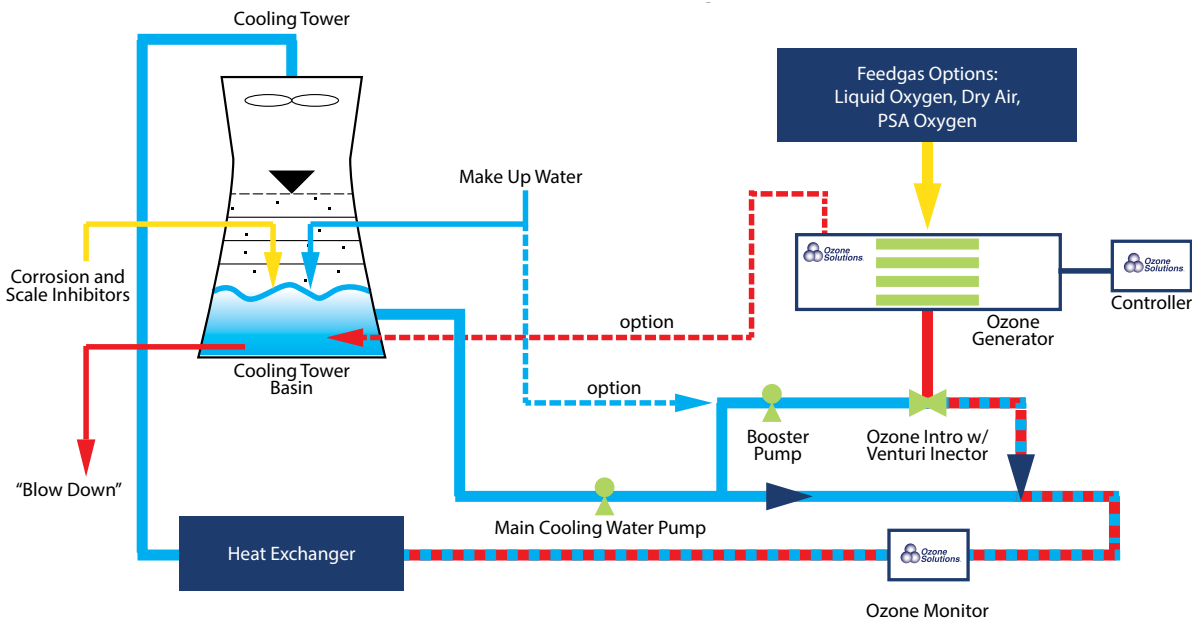 Cooling Tower
Feedgas Options:
Liquid Oxygen, Dry Air,
PSA Oxygen
Make Up Water
Ozone
Solutions
Ozone
Solutions
Corrosion and
Scale Inhibitors
Controller
option
Ozone
Generator
Cooling Tower
Basin
option
Booster
Pump
Ozone Intro w/
Venturi Inector
"Blow Down"
Main Cooling Water Pump
Heat Exchanger
Ozone
Solutions
Ozone Monitor